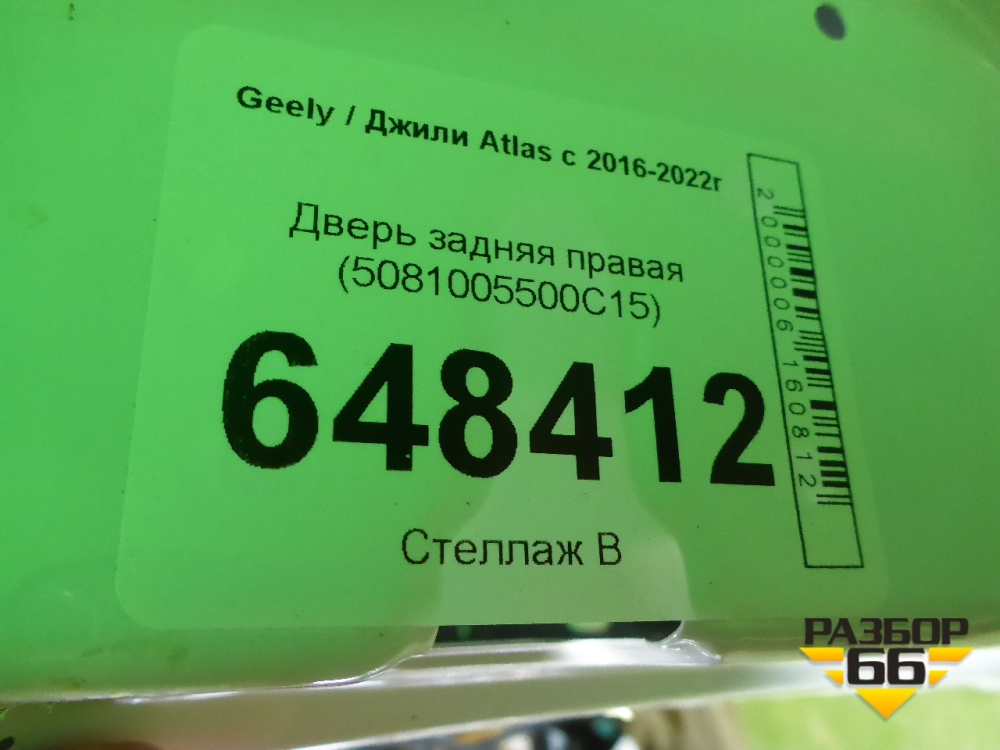 Geely / Джили Atlas с 2016-2022г
Дверь задняя правая
(5081005500C15)
648412
Стеллаж В
2000006160812
РАЗБОР
66